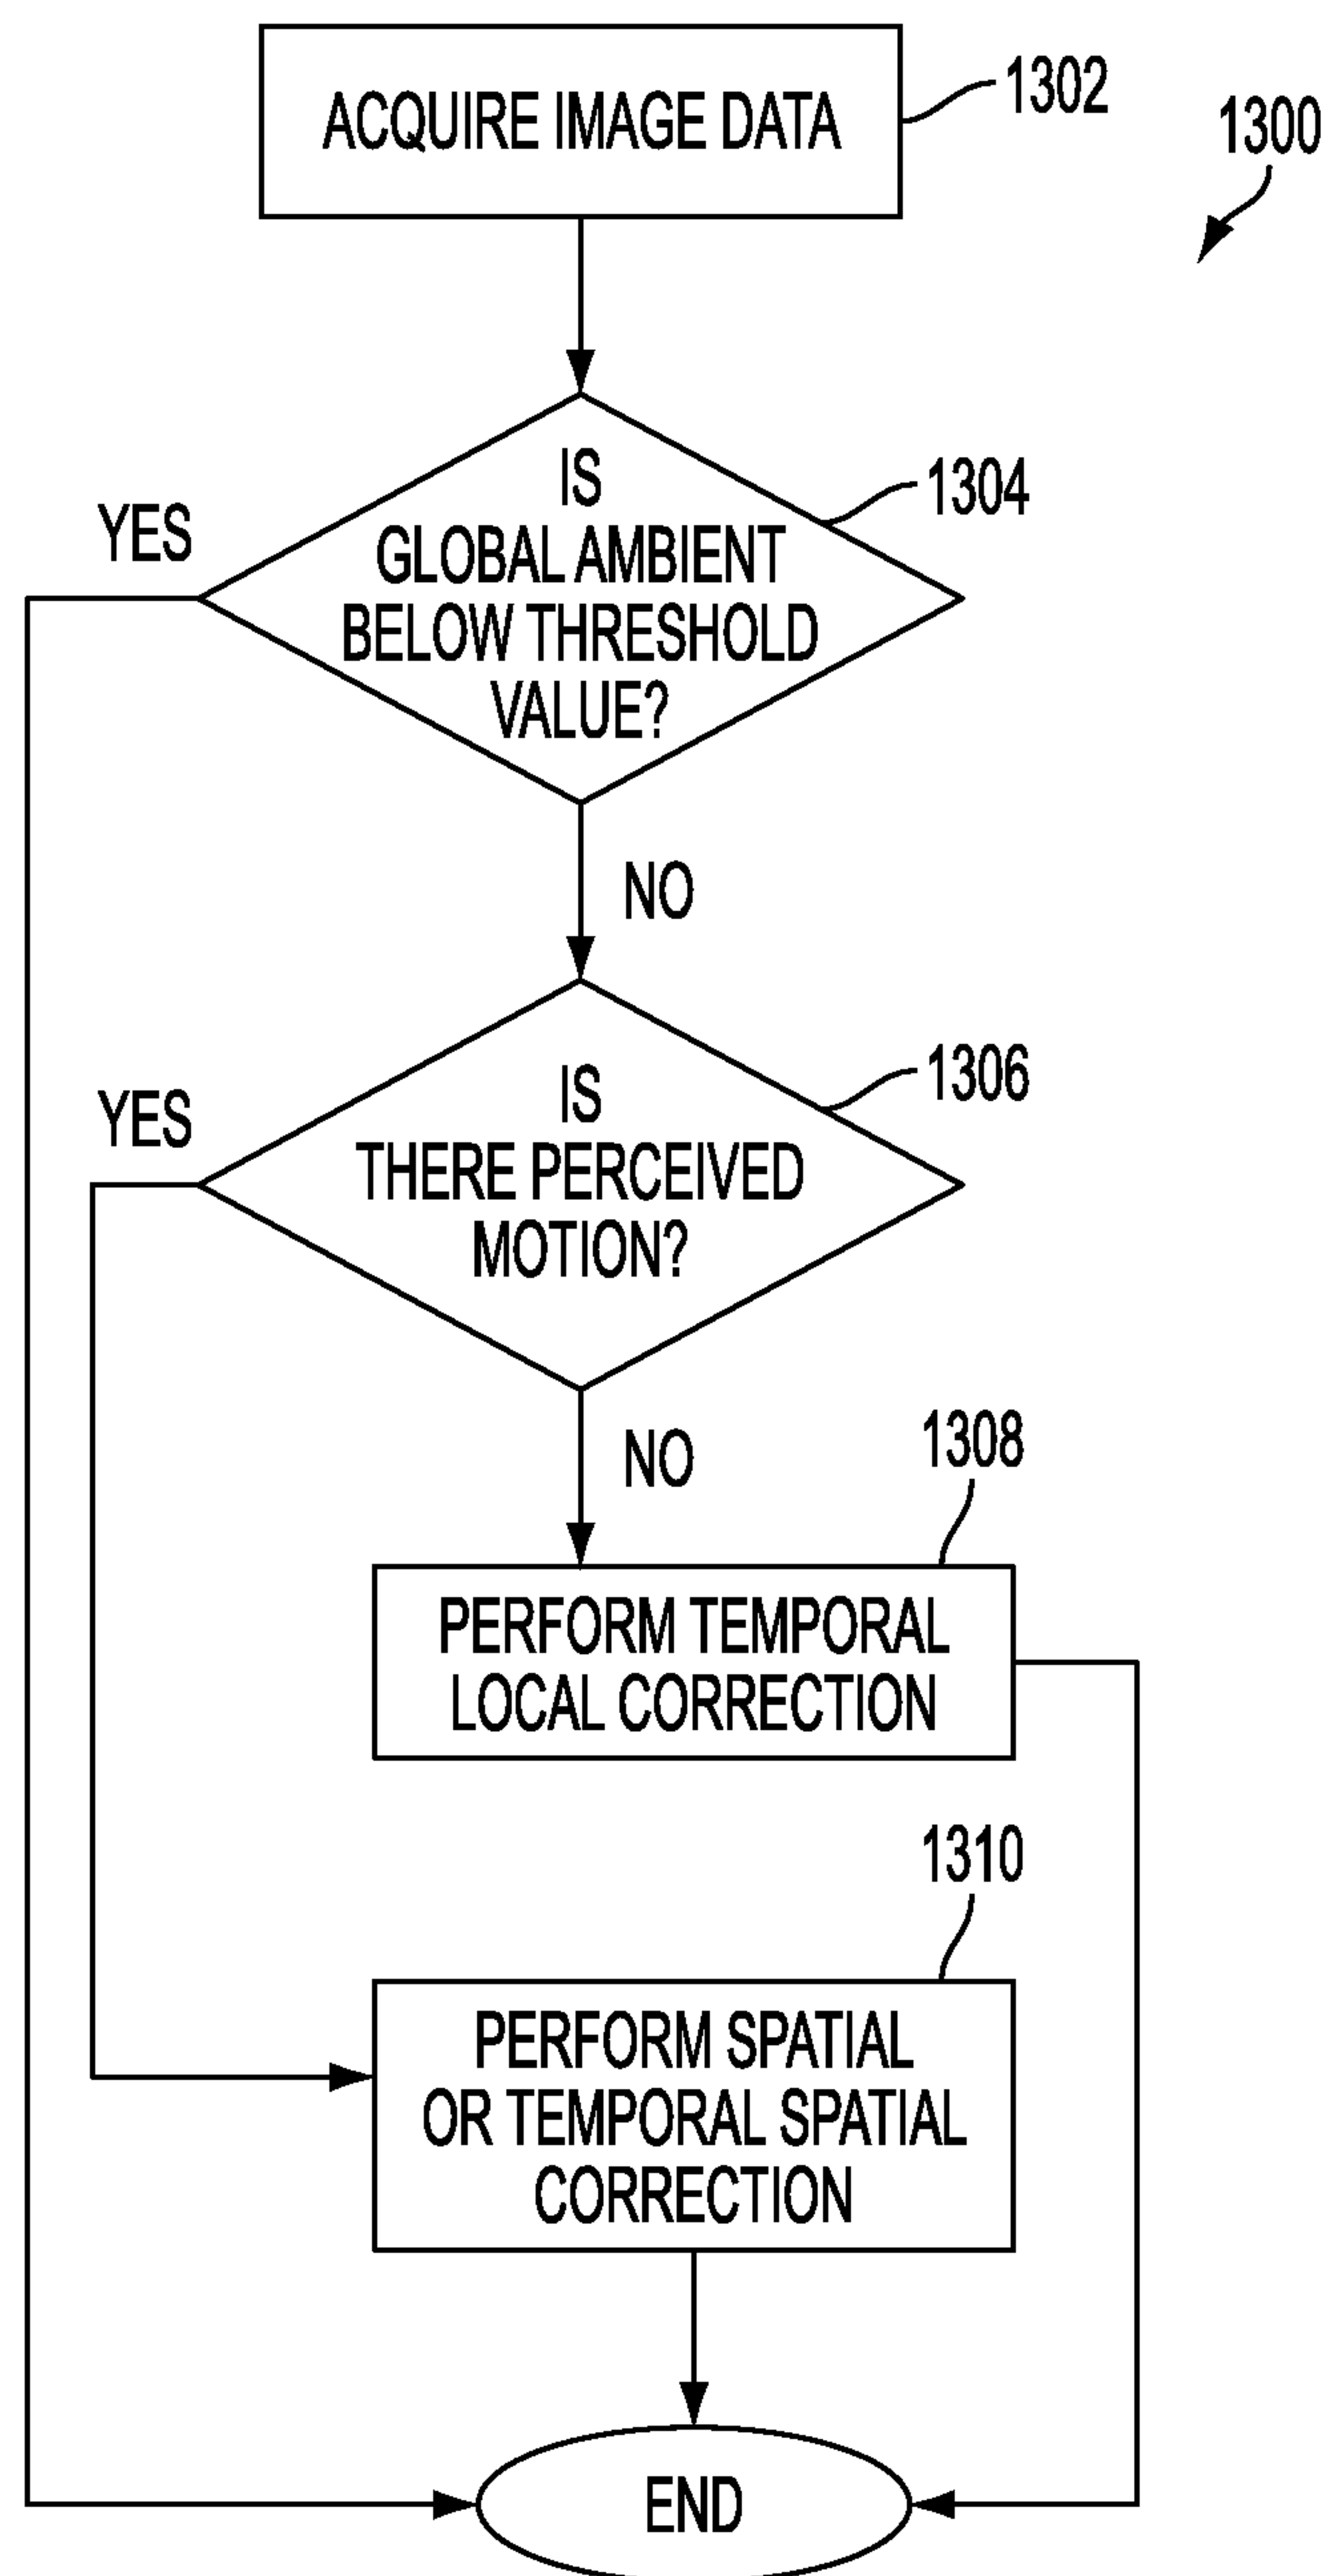 ACQUIRE IMAGE DATA
1302
1300
IS
GLOBAL AMBIENT
BELOW THRESHOLD
VALUE?
1304
YES
NO
IS
THERE PERCEIVED
MOTION?
1306
YES
NO
1308
PERFORM TEMPORAL
LOCAL CORRECTION
1310
PERFORM SPATIAL
OR TEMPORAL SPATIAL
CORRECTION
END